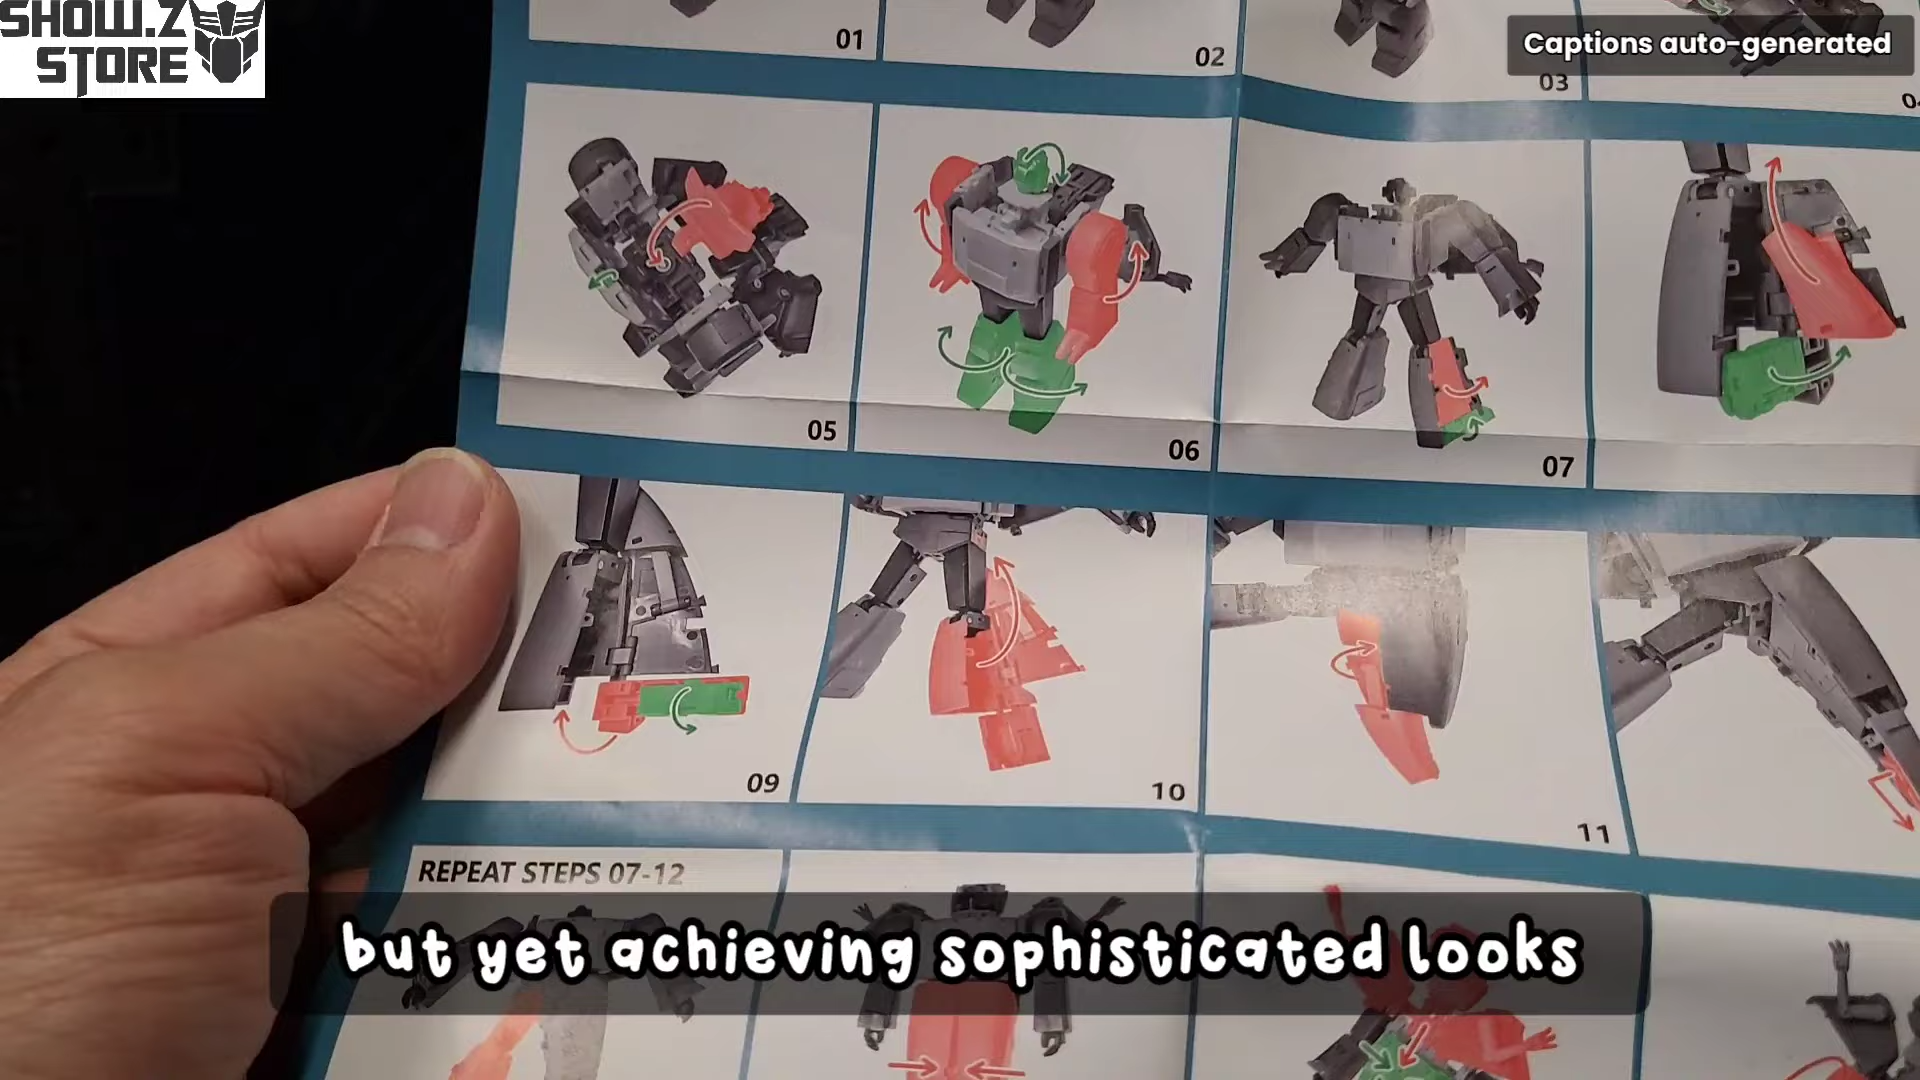 SHOW.Z
STORE
Captions auto-generated
01
02
03
05
06
07
09
10
11
REPEAT STEPS 07-12
but yet achieving sophisticated looks